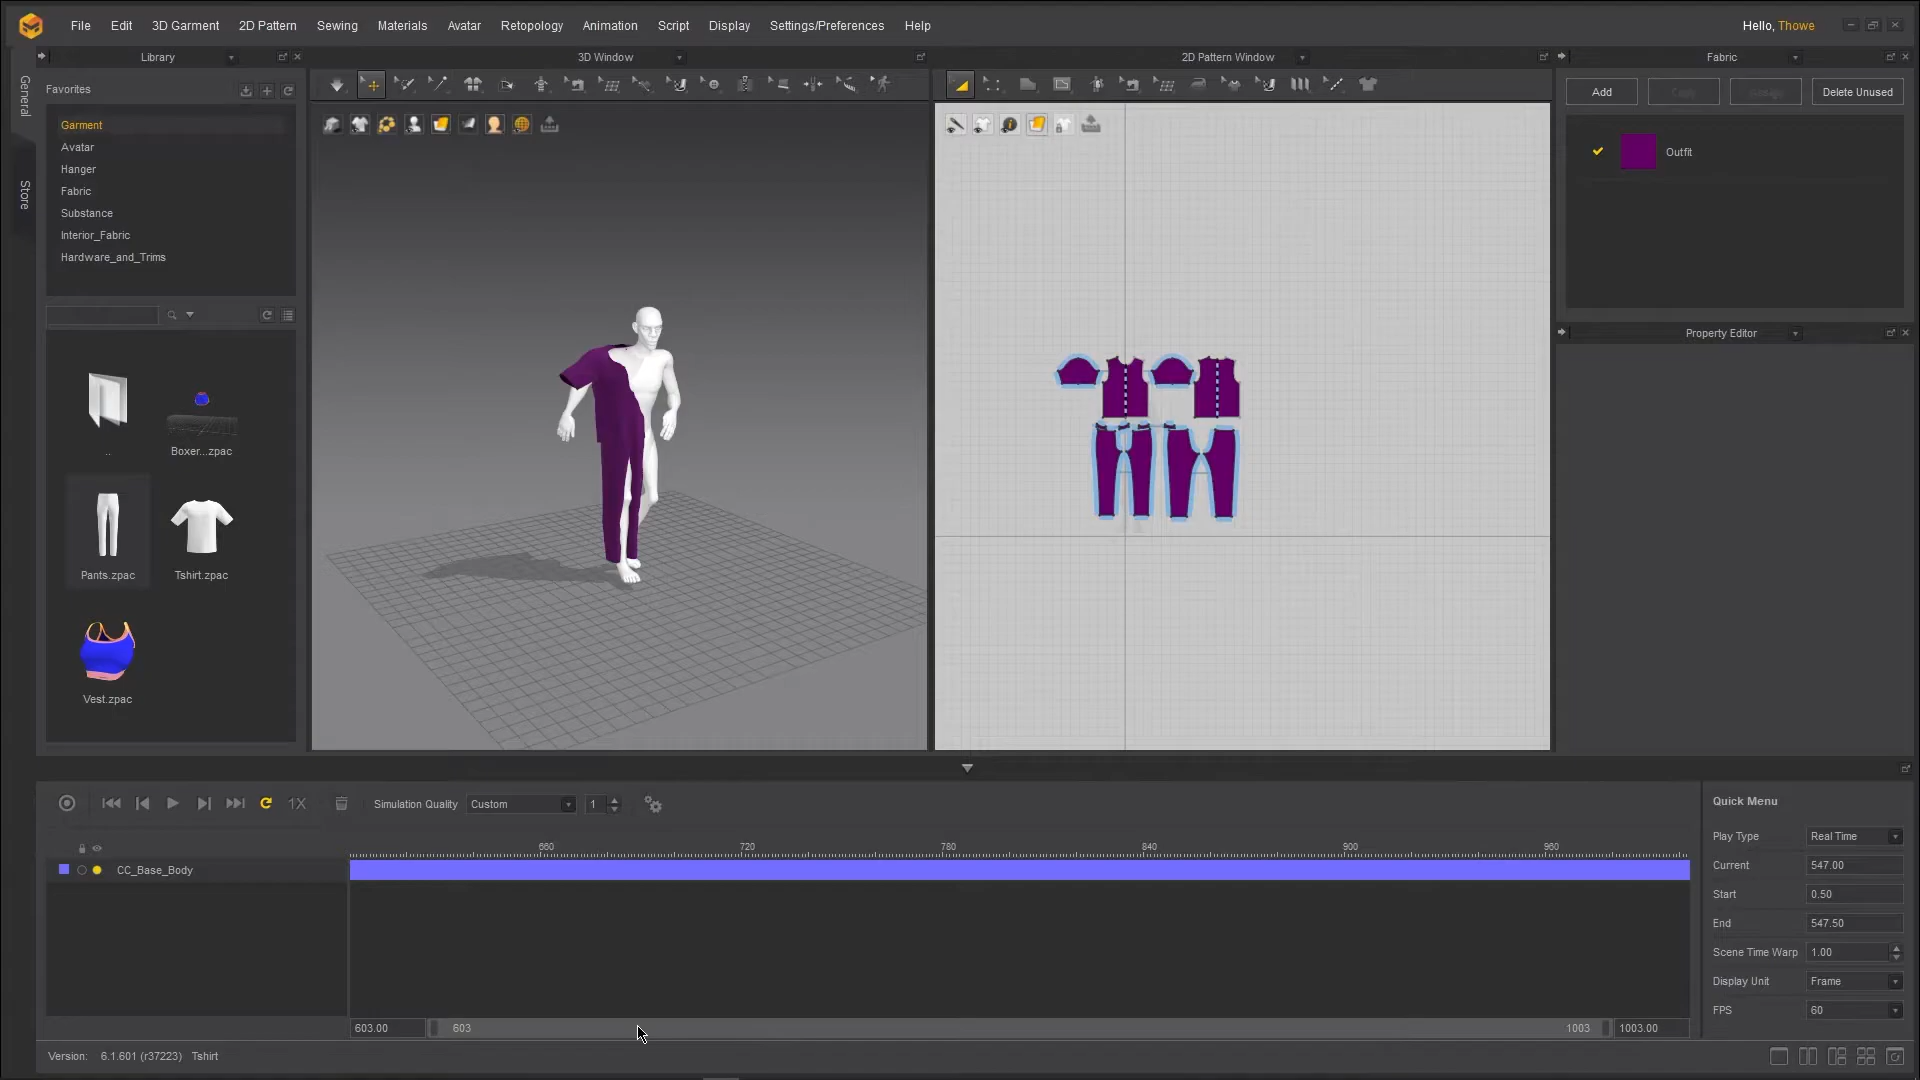 File Edit 3D Garment 2D Pattern Sewing Materials Avatar Retopology Animation Script Display Settings/Preferences Help Hello, Thowe
Library 3D Window 2D Pattern Window Fabric
General
Store
Favorites
Garment
Avatar
Hanger
Fabric
Substance
Interior_Fabric
Hardware_and_Trims
..
Boxer...zpac
Pants.zpac
Tshirt.zpac
Vest.zpac
Add Copy Delete Unused
Outfit
Property Editor
1X Simulation Quality Custom 1
660 720 780 840 900 960
CC_Base_Body
603.00 603 1003 1003.00
Quick Menu
Play Type Real Time
Current 547.00
Start 0.50
End 547.50
Scene Time Warp 1.00
Display Unit Frame
FPS 60
Version: 6.1.601 (r37223) Tshirt